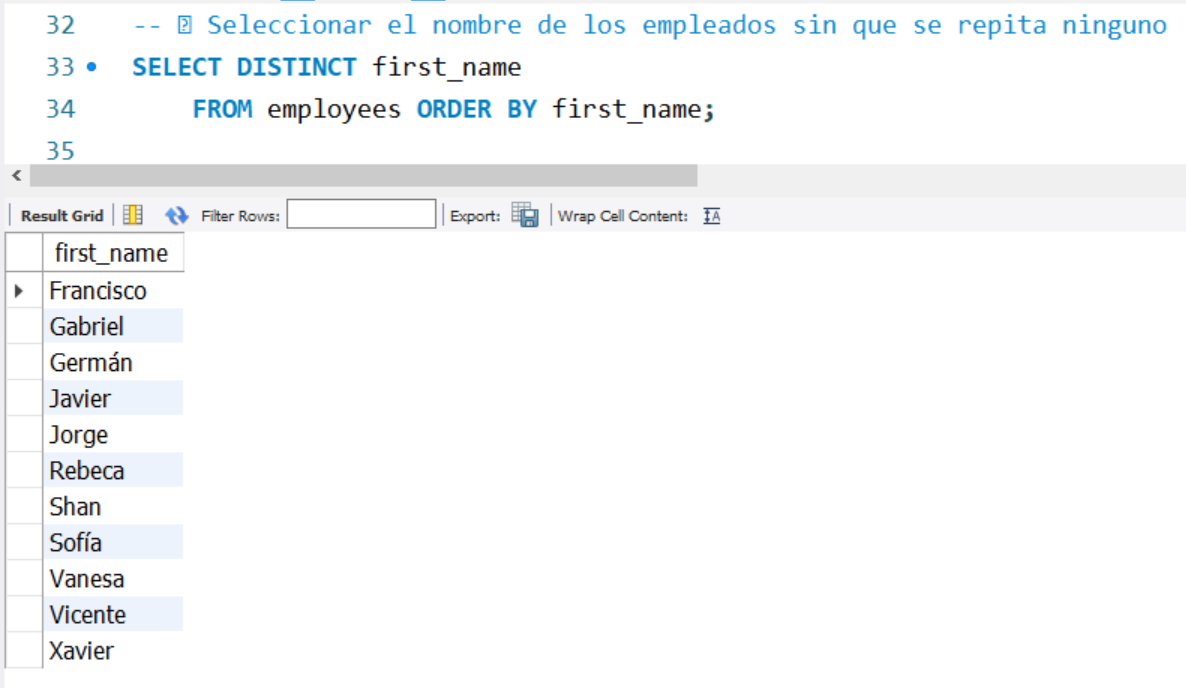 32 -- ⍰ Seleccionar el nombre de los empleados sin que se repita ninguno
33 SELECT DISTINCT first_name
34 FROM employees ORDER BY first_name;
35
Result Grid Filter Rows: Export: Wrap Cell Content: IA
first_name
Francisco
Gabriel
Germán
Javier
Jorge
Rebeca
Shan
Sofía
Vanesa
Vicente
Xavier